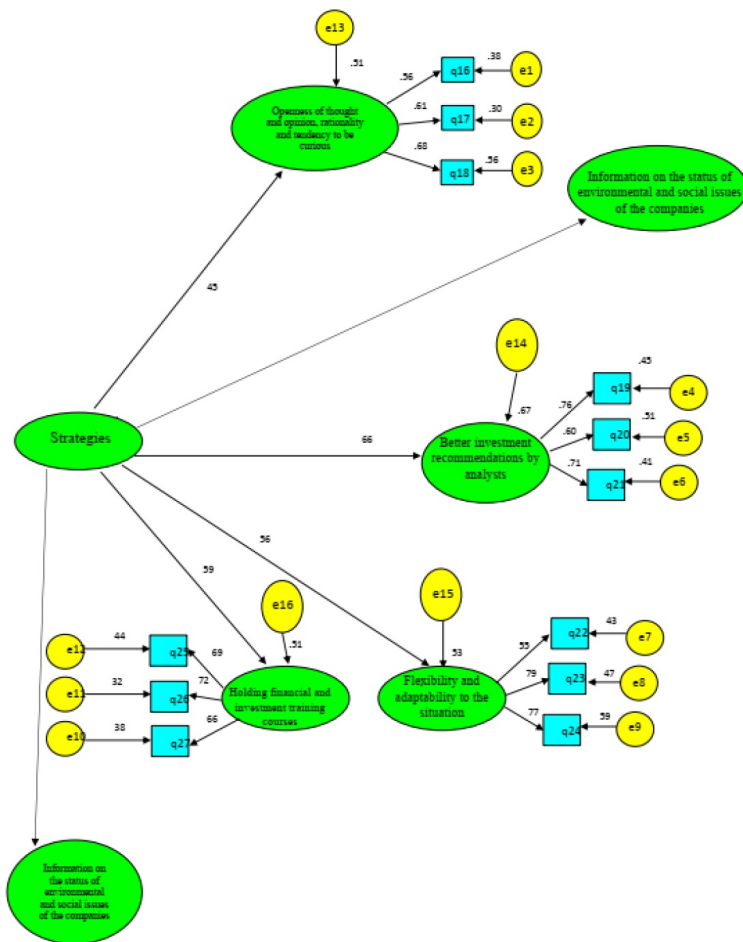 e13
.51
.56
q16
.38
e1
Openness of thought
and opinion, rationality
and tendency to be
curious
.61
q17
.30
e2
.68
q18
.56
e3
Information on the status of
environmental and social issues
of the companies
45
e14
.67
.76
q19
.45
e4
Strategies
66
Better investment
recommendations by
analysts
.60
q20
.51
e5
.71
q21
.41
e6
56
59
e16
.51
e15
53
e12
44
q25
69
e11
32
q26
72
e10
38
q27
66
Holding financial and
investment training
courses
Flexibility and
adaptability to the
situation
55
q22
43
e7
79
q23
47
e8
77
q24
59
e9
Information on
the status of
environmental
and social issues
of the companies